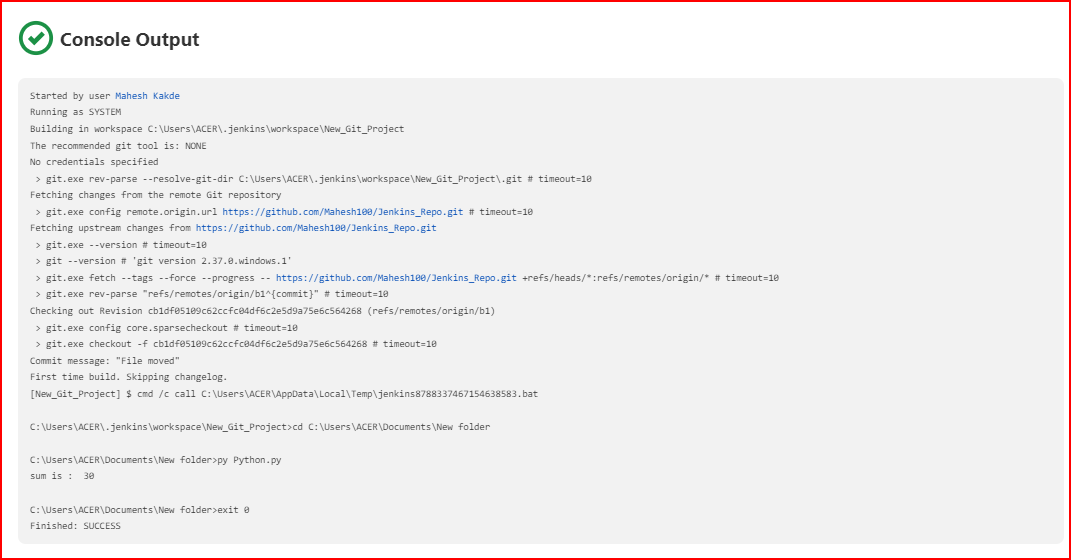 Console Output
Started by user Mahesh Kakde
Running as SYSTEM
Building in workspace C:\Users\ACER\.jenkins\workspace\New_Git_Project
The recommended git tool is: NONE
No credentials specified
> git.exe rev-parse --resolve-git-dir C:\Users\ACER\.jenkins\workspace\New_Git_Project\.git # timeout=10
Fetching changes from the remote Git repository
> git.exe config remote.origin.url https://github.com/Mahesh100/Jenkins_Repo.git # timeout=10
Fetching upstream changes from https://github.com/Mahesh100/Jenkins_Repo.git
> git.exe --version # timeout=10
> git --version # 'git version 2.37.0.windows.1'
> git.exe fetch --tags --force --progress -- https://github.com/Mahesh100/Jenkins_Repo.git +refs/heads/*:refs/remotes/origin/* # timeout=10
> git.exe rev-parse "refs/remotes/origin/b1^{commit}" # timeout=10
Checking out Revision cb1df05109c62ccfc04df6c2e5d9a75e6c564268 (refs/remotes/origin/b1)
> git.exe config core.sparsecheckout # timeout=10
> git.exe checkout -f cb1df05109c62ccfc04df6c2e5d9a75e6c564268 # timeout=10
Commit message: "File moved"
First time build. Skipping changelog.
[New_Git_Project] $ cmd /c call C:\Users\ACER\AppData\Local\Temp\jenkins8788337467154638583.bat
C:\Users\ACER\.jenkins\workspace\New_Git_Project>cd C:\Users\ACER\Documents\New folder
C:\Users\ACER\Documents\New folder>py Python.py
sum is :  30
C:\Users\ACER\Documents\New folder>exit 0
Finished: SUCCESS